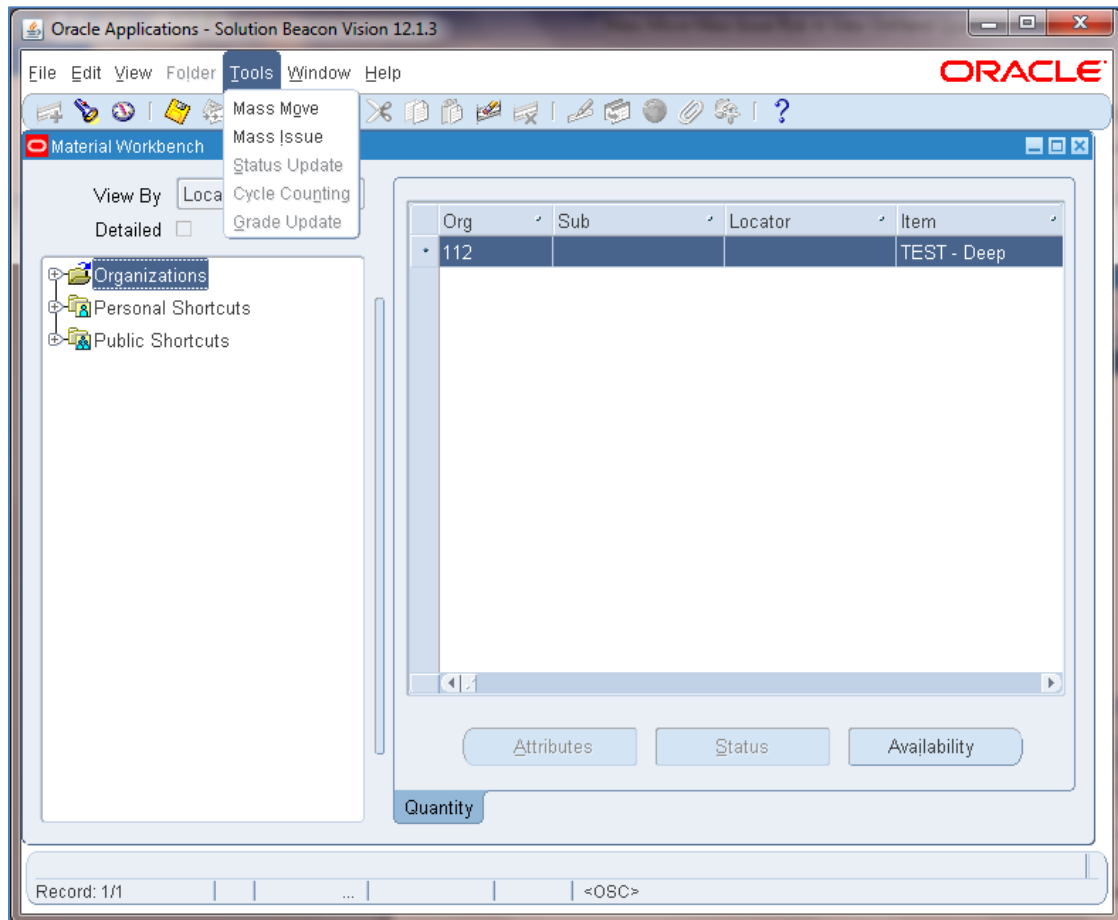 Oracle Applications - Solution Beacon Vision 12.1.3
File Edit View Folder Tools Window Help
ORACLE
Mass Move
Mass Issue
Status Update
Cycle Counting
Grade Update
Material Workbench
View By Loca
Detailed
Organizations
Personal Shortcuts
Public Shortcuts
Org Sub Locator Item
112 TEST - Deep
Attributes Status Availability
Quantity
Record: 1/1 ... <OSC>